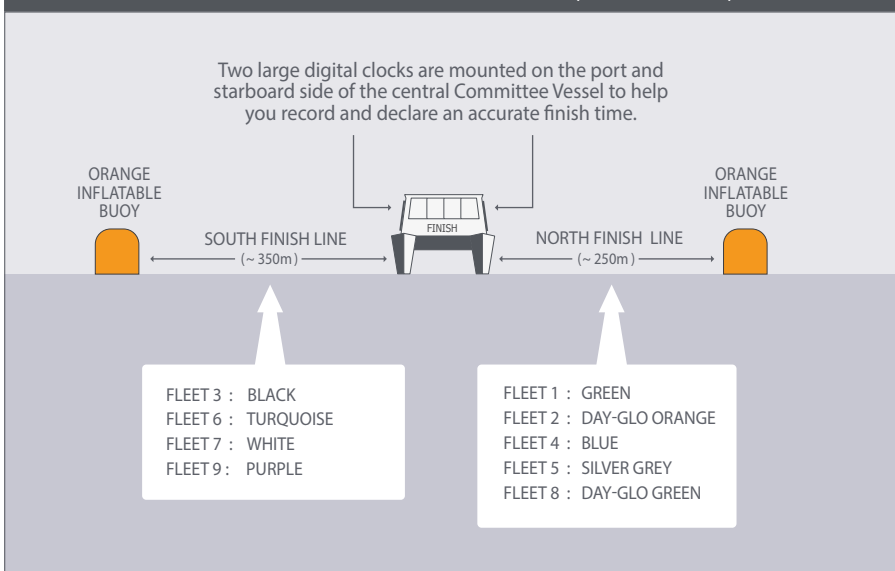 Two large digital clocks are mounted on the port and
starboard side of the central Committee Vessel to help
you record and declare an accurate finish time.
ORANGE
INFLATABLE
BUOY
ORANGE
INFLATABLE
BUOY
FINISH
SOUTH FINISH LINE
(~ 350m)
NORTH FINISH LINE
(~ 250m)
FLEET 3 : BLACK
FLEET 6 : TURQUOISE
FLEET 7 : WHITE
FLEET 9 : PURPLE
FLEET 1 : GREEN
FLEET 2 : DAY-GLO ORANGE
FLEET 4 : BLUE
FLEET 5 : SILVER GREY
FLEET 8 : DAY-GLO GREEN